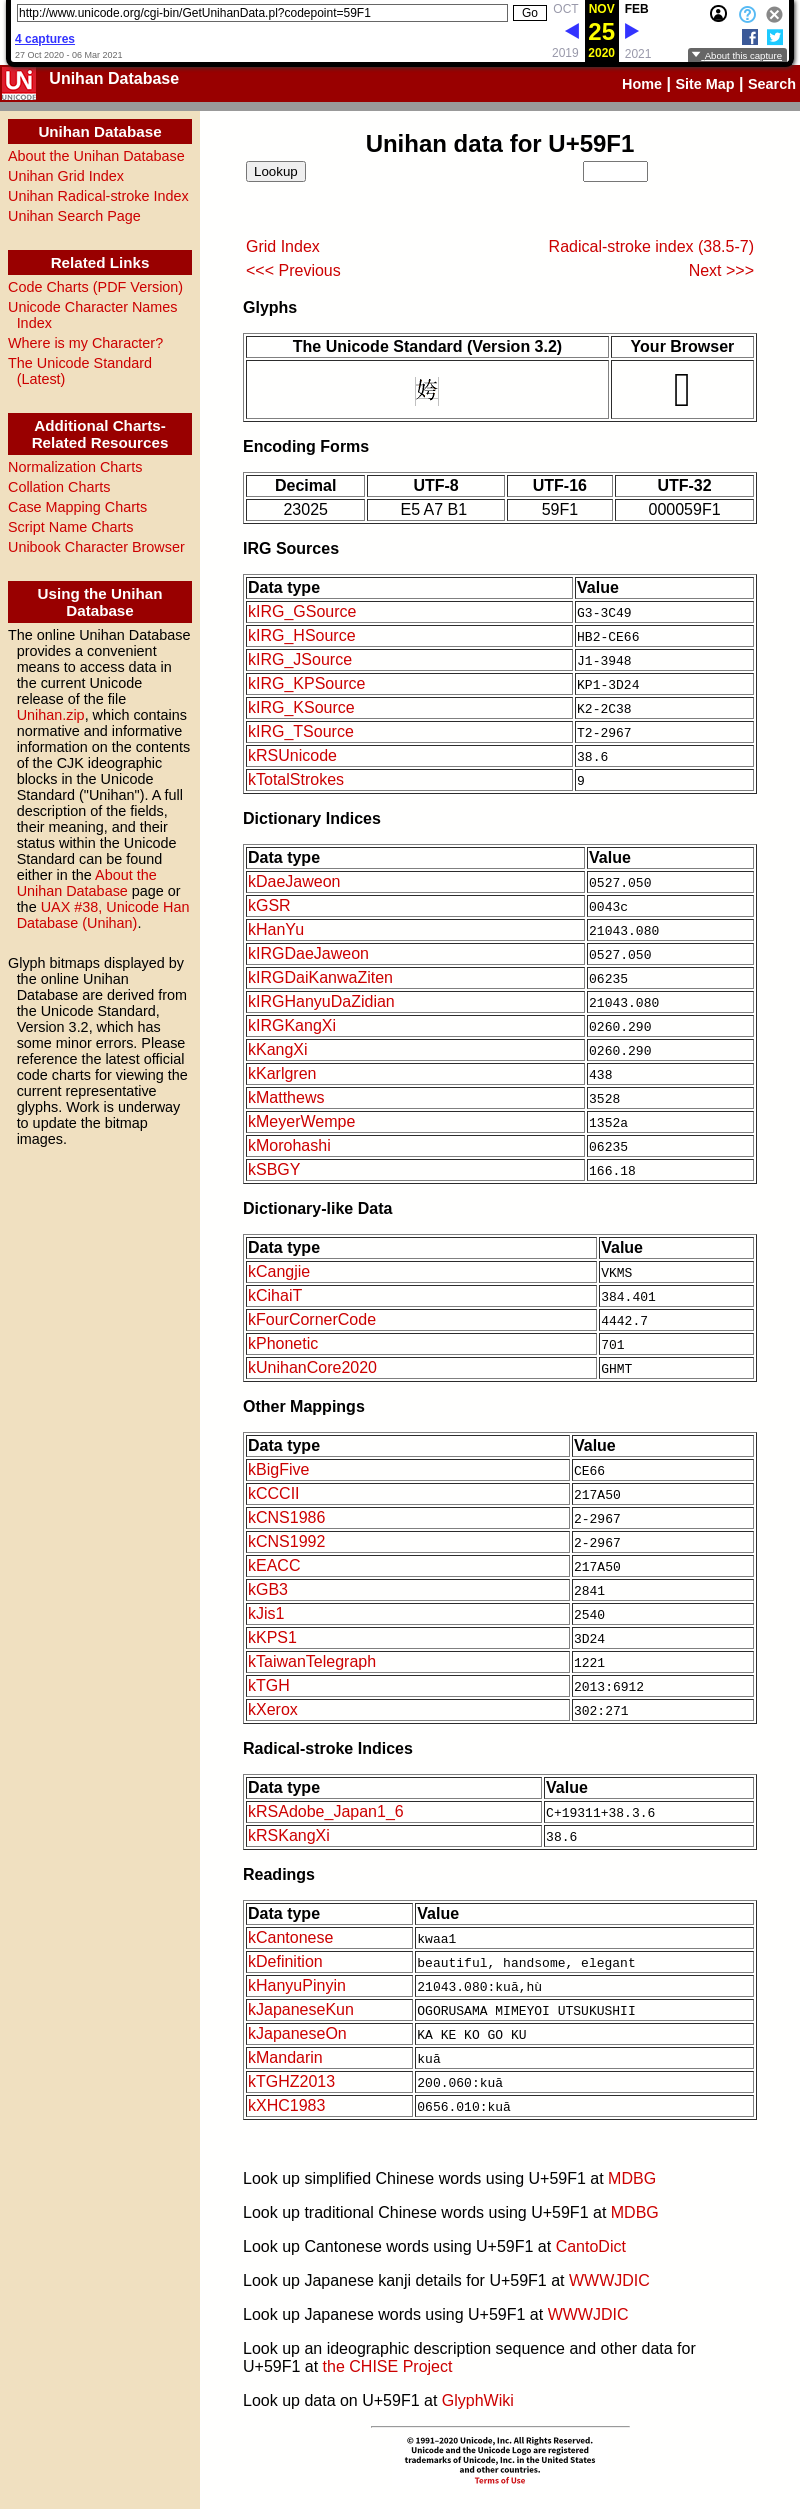 http://www.unicode.org/cgi-bin/GetUnihanData.pl?codepoint=59F1 Go OCT NOV FEB
25
4 captures
27 Oct 2020 - 06 Mar 2021 2019 2020 2021 About this capture
Unihan Database
Home | Site Map | Search
UNICODE
Unihan Database
About the Unihan Database
Unihan Grid Index
Unihan Radical-stroke Index
Unihan Search Page
Related Links
Code Charts (PDF Version)
Unicode Character Names
Index
Where is my Character?
The Unicode Standard
(Latest)
Additional Charts-
Related Resources
Normalization Charts
Collation Charts
Case Mapping Charts
Script Name Charts
Unibook Character Browser
Using the Unihan
Database
The online Unihan Database
provides a convenient
means to access data in
the current Unicode
release of the file
Unihan.zip, which contains
normative and informative
information on the contents
of the CJK ideographic
blocks in the Unicode
Standard ("Unihan"). A full
description of the fields,
their meaning, and their
status within the Unicode
Standard can be found
either in the About the
Unihan Database page or
the UAX #38, Unicode Han
Database (Unihan).
Glyph bitmaps displayed by
the online Unihan
Database are derived from
the Unicode Standard,
Version 3.2, which has
some minor errors. Please
reference the latest official
code charts for viewing the
current representative
glyphs. Work is underway
to update the bitmap
images.
Unihan data for U+59F1
Lookup
Grid Index Radical-stroke index (38.5-7)
<<< Previous Next >>>
Glyphs
The Unicode Standard (Version 3.2) Your Browser
姱
Encoding Forms
Decimal UTF-8 UTF-16 UTF-32
23025 E5 A7 B1 59F1 000059F1
IRG Sources
Data type Value
kIRG_GSource G3-3C49
kIRG_HSource HB2-CE66
kIRG_JSource J1-3948
kIRG_KPSource KP1-3D24
kIRG_KSource K2-2C38
kIRG_TSource T2-2967
kRSUnicode 38.6
kTotalStrokes 9
Dictionary Indices
Data type Value
kDaeJaweon 0527.050
kGSR 0043c
kHanYu 21043.080
kIRGDaeJaweon 0527.050
kIRGDaiKanwaZiten 06235
kIRGHanyuDaZidian 21043.080
kIRGKangXi 0260.290
kKangXi 0260.290
kKarlgren 438
kMatthews 3528
kMeyerWempe 1352a
kMorohashi 06235
kSBGY 166.18
Dictionary-like Data
Data type Value
kCangjie VKMS
kCihaiT 384.401
kFourCornerCode 4442.7
kPhonetic 701
kUnihanCore2020 GHMT
Other Mappings
Data type Value
kBigFive CE66
kCCCII 217A50
kCNS1986 2-2967
kCNS1992 2-2967
kEACC 217A50
kGB3 2841
kJis1 2540
kKPS1 3D24
kTaiwanTelegraph 1221
kTGH 2013:6912
kXerox 302:271
Radical-stroke Indices
Data type Value
kRSAdobe_Japan1_6 C+19311+38.3.6
kRSKangXi 38.6
Readings
Data type Value
kCantonese kwaa1
kDefinition beautiful, handsome, elegant
kHanyuPinyin 21043.080:kuā,hù
kJapaneseKun OGORUSAMA MIMEYOI UTSUKUSHII
kJapaneseOn KA KE KO GO KU
kMandarin kuā
kTGHZ2013 200.060:kuā
kXHC1983 0656.010:kuā
Look up simplified Chinese words using U+59F1 at MDBG
Look up traditional Chinese words using U+59F1 at MDBG
Look up Cantonese words using U+59F1 at CantoDict
Look up Japanese kanji details for U+59F1 at WWWJDIC
Look up Japanese words using U+59F1 at WWWJDIC
Look up an ideographic description sequence and other data for
U+59F1 at the CHISE Project
Look up data on U+59F1 at GlyphWiki
© 1991–2020 Unicode, Inc. All Rights Reserved.
Unicode and the Unicode Logo are registered
trademarks of Unicode, Inc. in the United States
and other countries.
Terms of Use